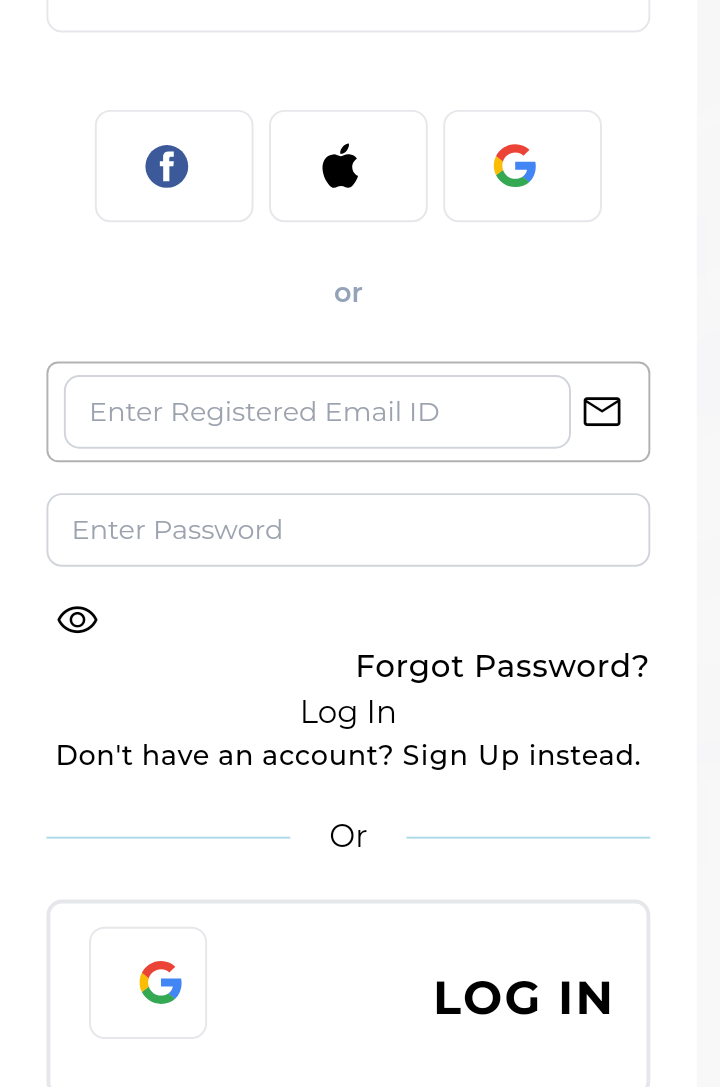 or
Enter Registered Email ID
Enter Password
Forgot Password?
Log In
Don't have an account? Sign Up instead.
Or
LOG IN